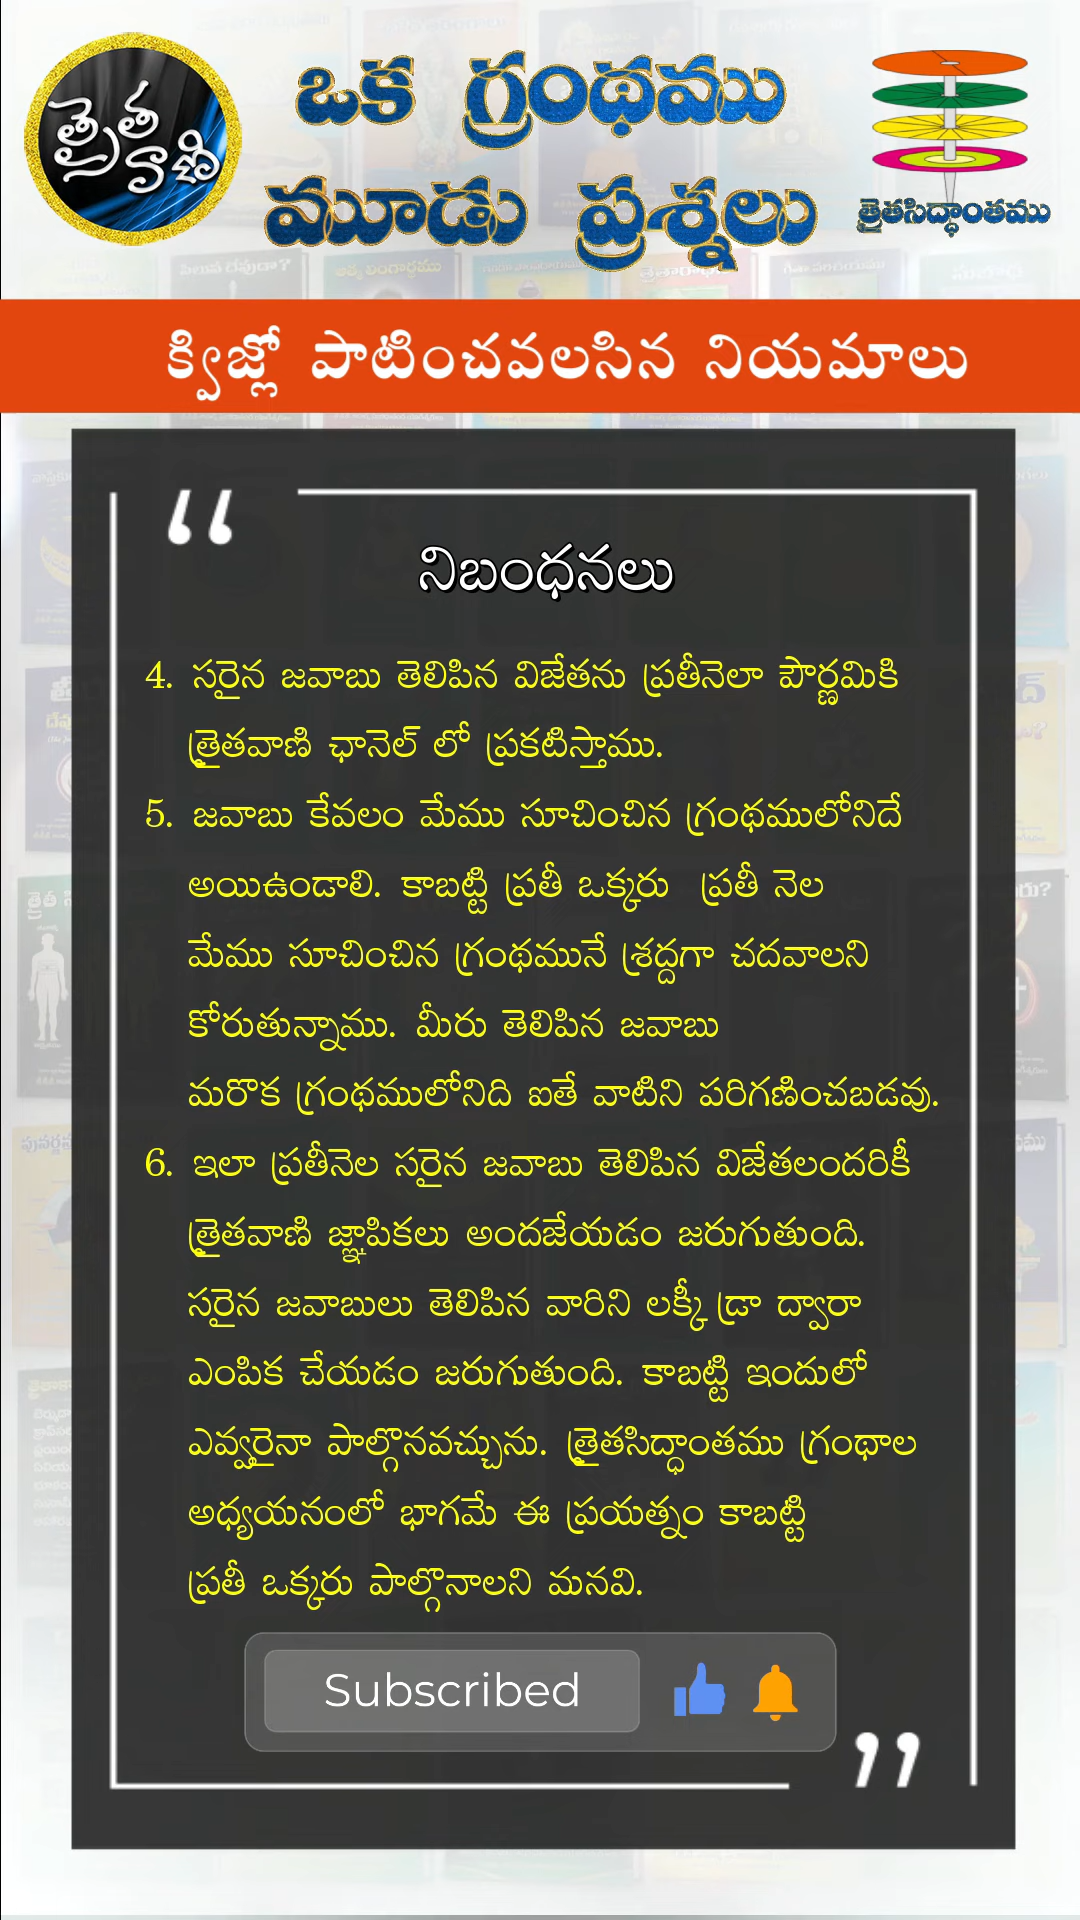 త్రైత
వాణి
ఒక గ్రంథము
మూడు ప్రశ్నలు
త్రైతసిద్ధాంతము
క్విజ్లో పాటించవలసిన నియమాలు
“
నిబంధనలు
4. సరైన జవాబు తెలిపిన విజేతను ప్రతీనెలా పౌర్ణమికి
త్రైతవాణి ఛానెల్ లో ప్రకటిస్తాము.
5. జవాబు కేవలం మేము సూచించిన గ్రంథములోనిదే
అయిఉండాలి. కాబట్టి ప్రతీ ఒక్కరు ప్రతీ నెల
మేము సూచించిన గ్రంథమునే శ్రద్దగా చదవాలని
కోరుతున్నాము. మీరు తెలిపిన జవాబు
మరొక గ్రంథములోనిది ఐతే వాటిని పరిగణించబడవు.
6. ఇలా ప్రతీనెల సరైన జవాబు తెలిపిన విజేతలందరికీ
త్రైతవాణి జ్ఞాపికలు అందజేయడం జరుగుతుంది.
సరైన జవాబులు తెలిపిన వారిని లక్కీ డ్రా ద్వారా
ఎంపిక చేయడం జరుగుతుంది. కాబట్టి ఇందులో
ఎవ్వరైనా పాల్గొనవచ్చును. త్రైతసిద్ధాంతము గ్రంథాల
అధ్యయనంలో భాగమే ఈ ప్రయత్నం కాబట్టి
ప్రతీ ఒక్కరు పాల్గొనాలని మనవి.
Subscribed
”